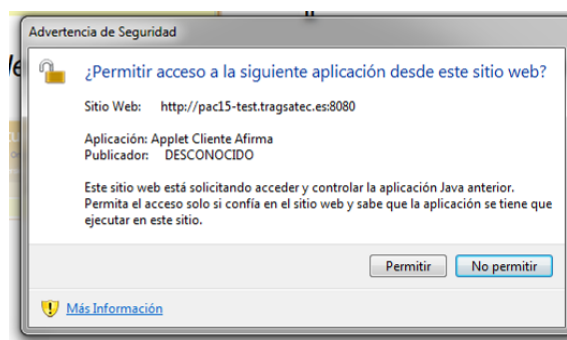 Advertencia de Seguridad
¿Permitir acceso a la siguiente aplicación desde este sitio web?
Sitio Web: http://pac15-test.tragsatec.es:8080
Aplicación: Applet Cliente Afirma
Publicador: DESCONOCIDO
Este sitio web está solicitando acceder y controlar la aplicación Java anterior.
Permita el acceso solo si confía en el sitio web y sabe que la aplicación se tiene que
ejecutar en este sitio.
Permitir No permitir
Más Información